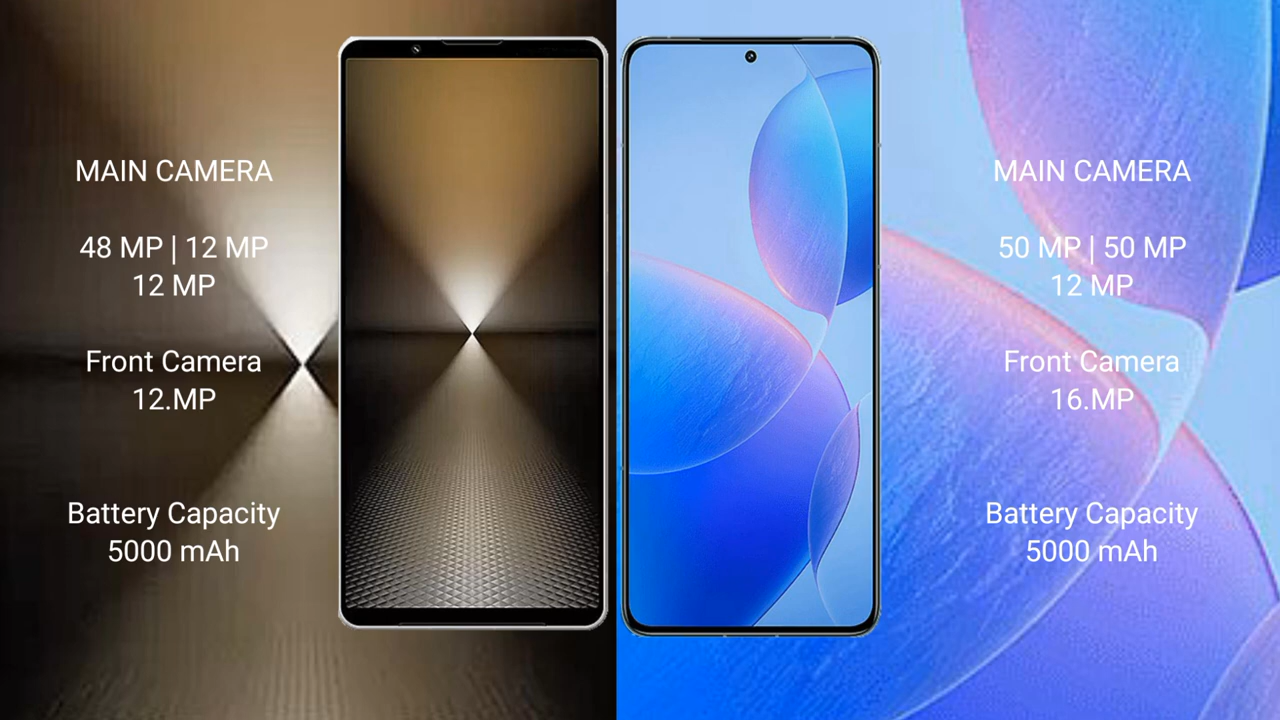 MAIN CAMERA
48 MP | 12 MP
12 MP
Front Camera
12.MP
Battery Capacity
5000 mAh
MAIN CAMERA
50 MP | 50 MP
12 MP
Front Camera
16.MP
Battery Capacity
5000 mAh